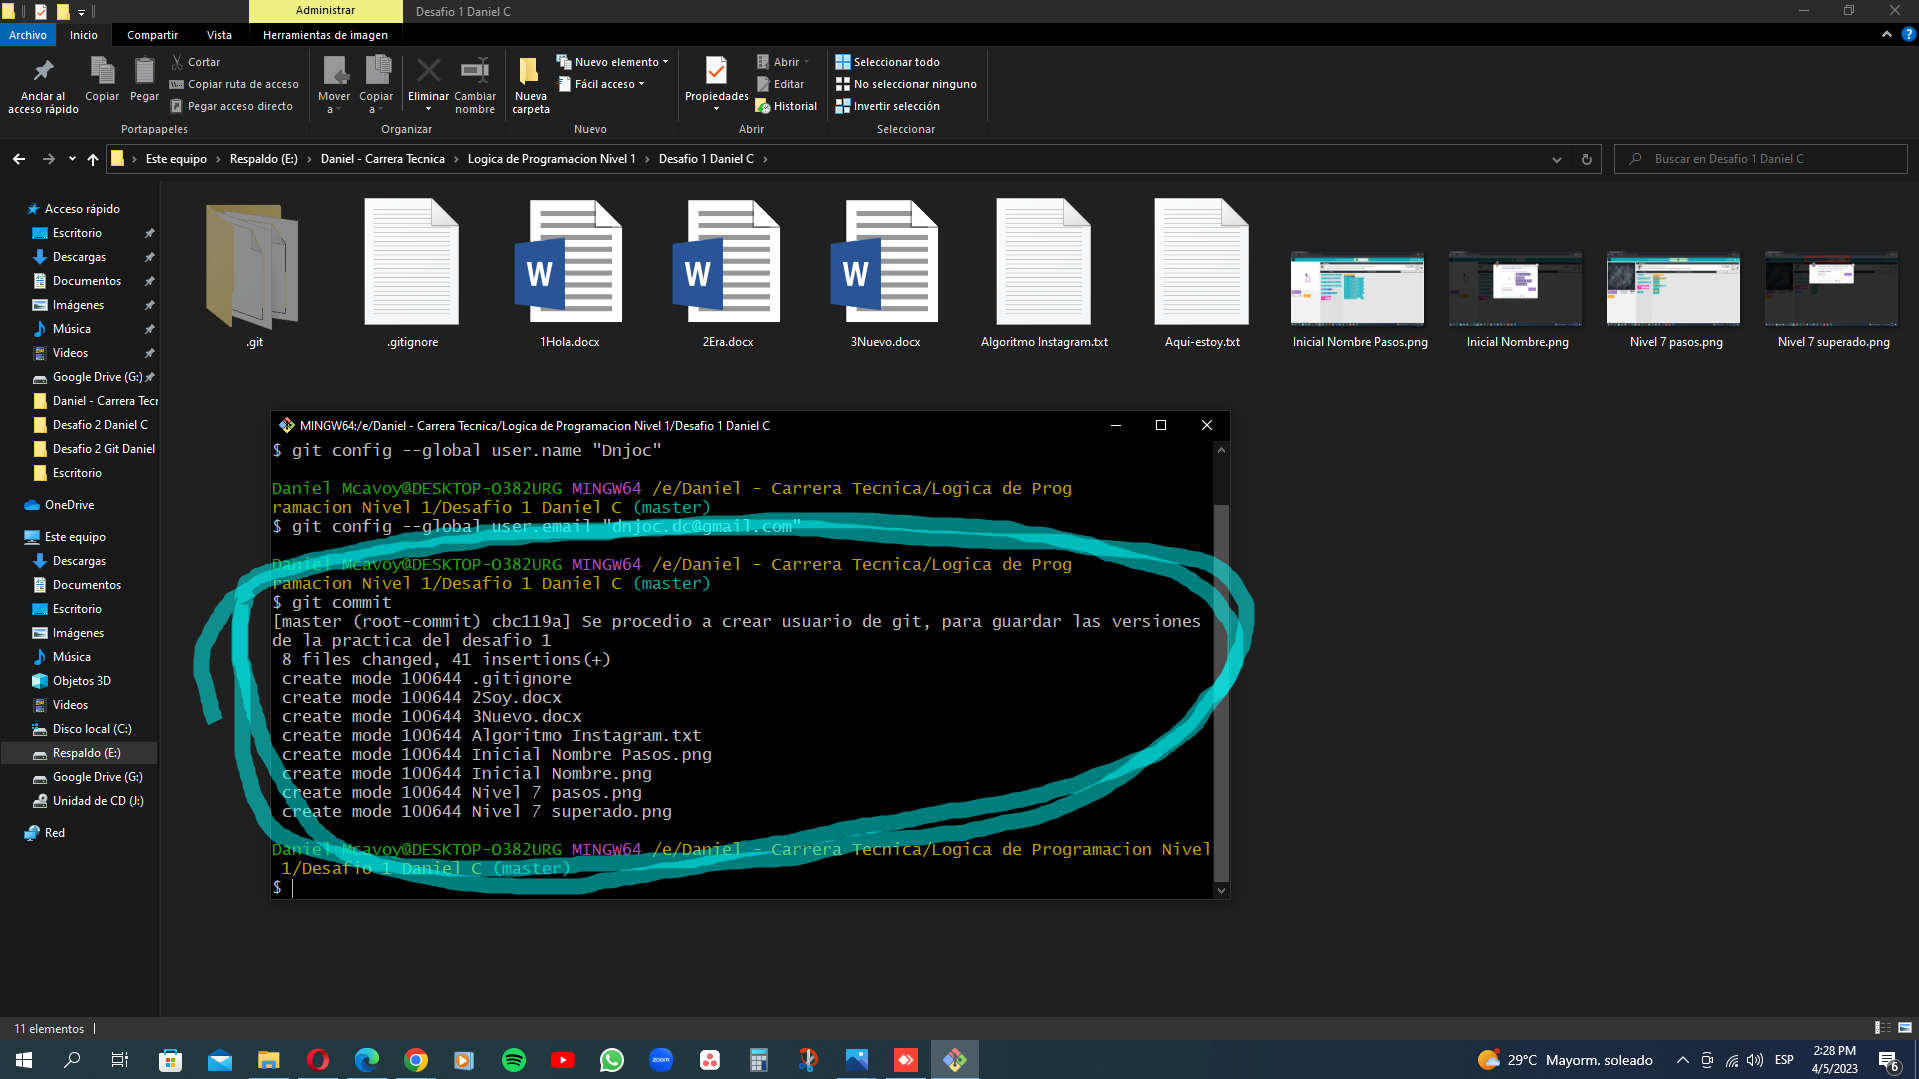 Administrar
Desafio 1 Daniel C
Archivo
Inicio
Compartir
Vista
Herramientas de imagen
Anclar al
acceso rápido
Copiar
Pegar
Cortar
Copiar ruta de acceso
Pegar acceso directo
Portapapeles
Mover
a
Copiar
a
Eliminar
Cambiar
nombre
Organizar
Nueva
carpeta
Nuevo elemento
Fácil acceso
Nuevo
Propiedades
Abrir
Editar
Historial
Abrir
Seleccionar todo
No seleccionar ninguno
Invertir selección
Seleccionar
Este equipo > Respaldo (E:) > Daniel - Carrera Tecnica > Logica de Programacion Nivel 1 > Desafio 1 Daniel C >
Buscar en Desafio 1 Daniel C
Acceso rápido
Escritorio
Descargas
Documentos
Imágenes
Música
Videos
Google Drive (G:)
Daniel - Carrera Tecr
Desafio 2 Daniel C
Desafio 2 Git Daniel
Escritorio
OneDrive
Este equipo
Descargas
Documentos
Escritorio
Imágenes
Música
Objetos 3D
Videos
Disco local (C:)
Respaldo (E:)
Google Drive (G:)
Unidad de CD (J:)
Red
W
W
W
.git
.gitignore
1Hola.docx
2Era.docx
3Nuevo.docx
Algoritmo Instagram.txt
Aqui-estoy.txt
Inicial Nombre Pasos.png
Inicial Nombre.png
Nivel 7 pasos.png
Nivel 7 superado.png
MINGW64:/e/Daniel - Carrera Tecnica/Logica de Programacion Nivel 1/Desafio 1 Daniel C
$ git config --global user.name "Dnjoc"
Daniel Mcavoy@DESKTOP-O382URG MINGW64 /e/Daniel - Carrera Tecnica/Logica de Prog
ramacion Nivel 1/Desafio 1 Daniel C (master)
$ git config --global user.email "dnjoc.dc@gmail.com"
Daniel Mcavoy@DESKTOP-O382URG MINGW64 /e/Daniel - Carrera Tecnica/Logica de Prog
ramacion Nivel 1/Desafio 1 Daniel C (master)
$ git commit
[master (root-commit) cbc119a] Se procedio a crear usuario de git, para guardar las versiones
de la practica del desafio 1
8 files changed, 41 insertions(+)
create mode 100644 .gitignore
create mode 100644 2Soy.docx
create mode 100644 3Nuevo.docx
create mode 100644 Algoritmo Instagram.txt
create mode 100644 Inicial Nombre Pasos.png
create mode 100644 Inicial Nombre.png
create mode 100644 Nivel 7 pasos.png
create mode 100644 Nivel 7 superado.png
Daniel Mcavoy@DESKTOP-O382URG MINGW64 /e/Daniel - Carrera Tecnica/Logica de Programacion Nivel
1/Desafio 1 Daniel C (master)
$
11 elementos
zoom
29°C Mayorm. soleado
ESP
2:28 PM
4/5/2023
6